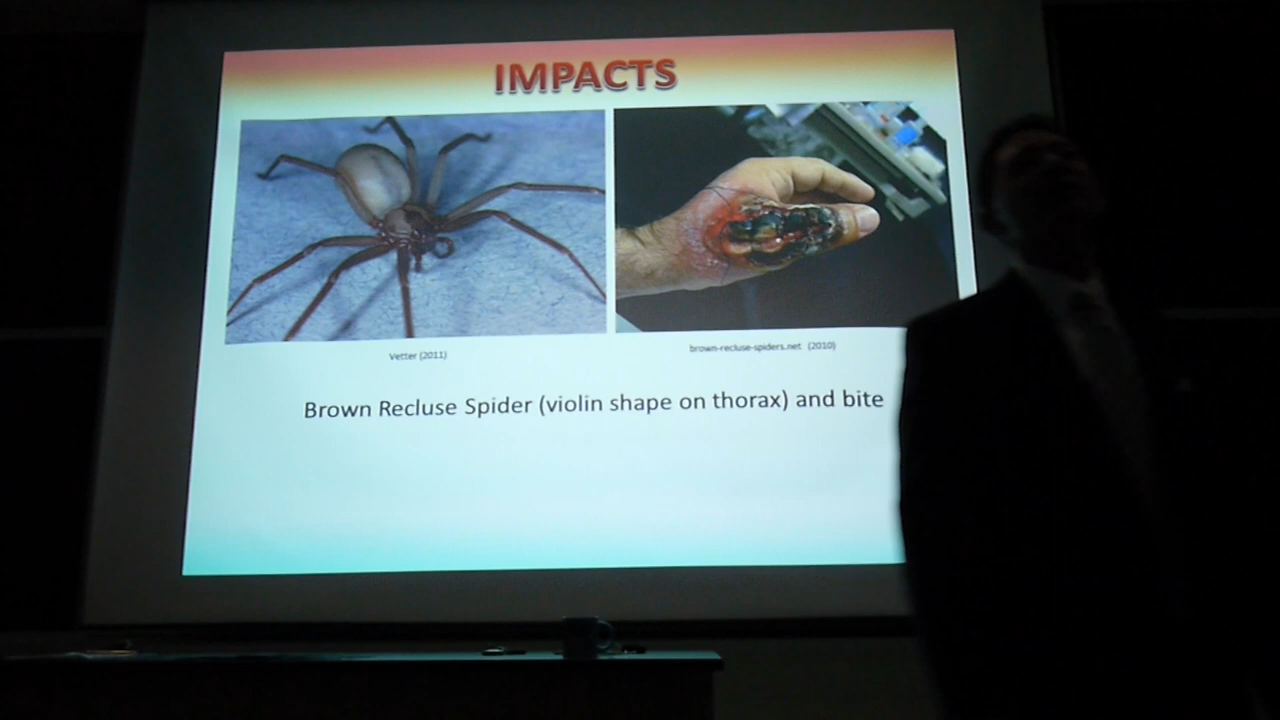 IMPACTS
Vetter (2011)
brown-recluse-spiders.net (2010)
Brown Recluse Spider (violin shape on thorax) and bite